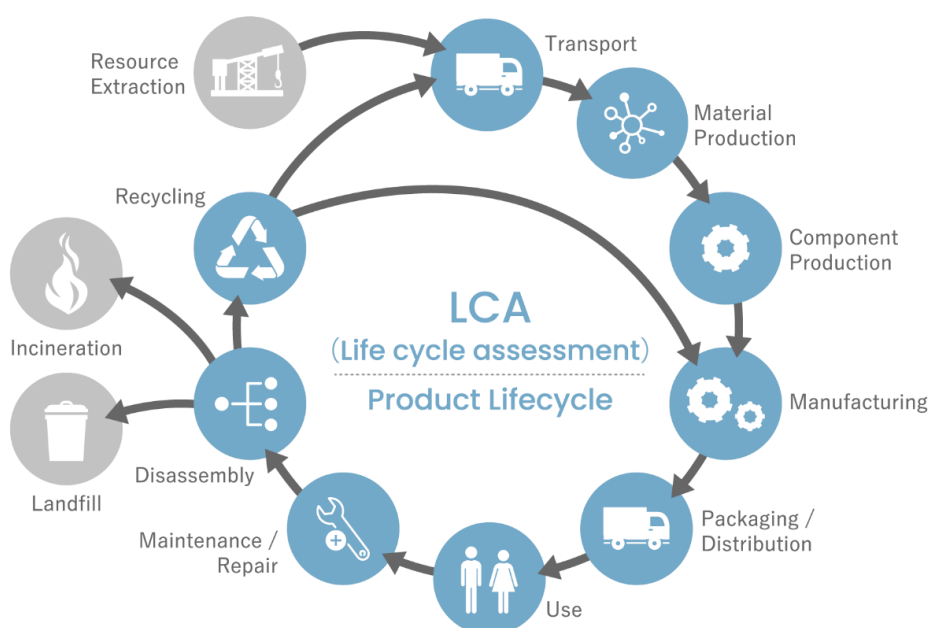 Resource
Extraction
Transport
Material
Production
Recycling
Component
Production
Incineration
LCA
(Life cycle assessment)
Product Lifecycle
Manufacturing
Landfill
Disassembly
Maintenance /
Repair
Packaging /
Distribution
Use